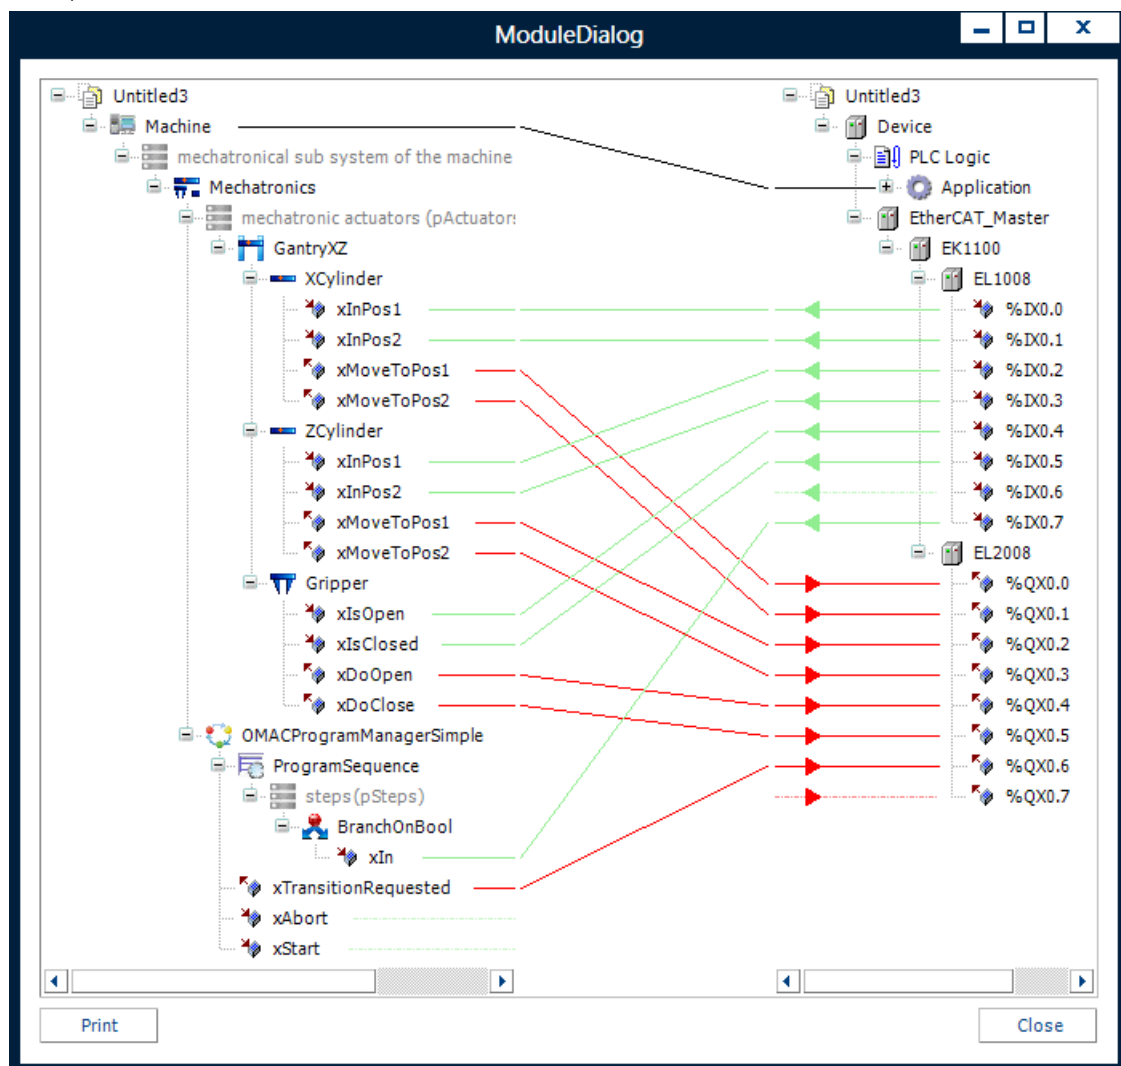 ModuleDialog
Untitled3
Machine
mechatronical sub system of the machine
Mechatronics
mechatronic actuators (pActuators
GantryXZ
XCylinder
xInPos1
xInPos2
xMoveToPos1
xMoveToPos2
ZCylinder
xInPos1
xInPos2
xMoveToPos1
xMoveToPos2
Gripper
xIsOpen
xIsClosed
xDoOpen
xDoClose
OMACProgramManagerSimple
ProgramSequence
steps(pSteps)
BranchOnBool
xIn
xTransitionRequested
xAbort
xStart
Untitled3
Device
PLC Logic
Application
EtherCAT_Master
EK1100
EL1008
%IX0.0
%IX0.1
%IX0.2
%IX0.3
%IX0.4
%IX0.5
%IX0.6
%IX0.7
EL2008
%QX0.0
%QX0.1
%QX0.2
%QX0.3
%QX0.4
%QX0.5
%QX0.6
%QX0.7
Print
Close